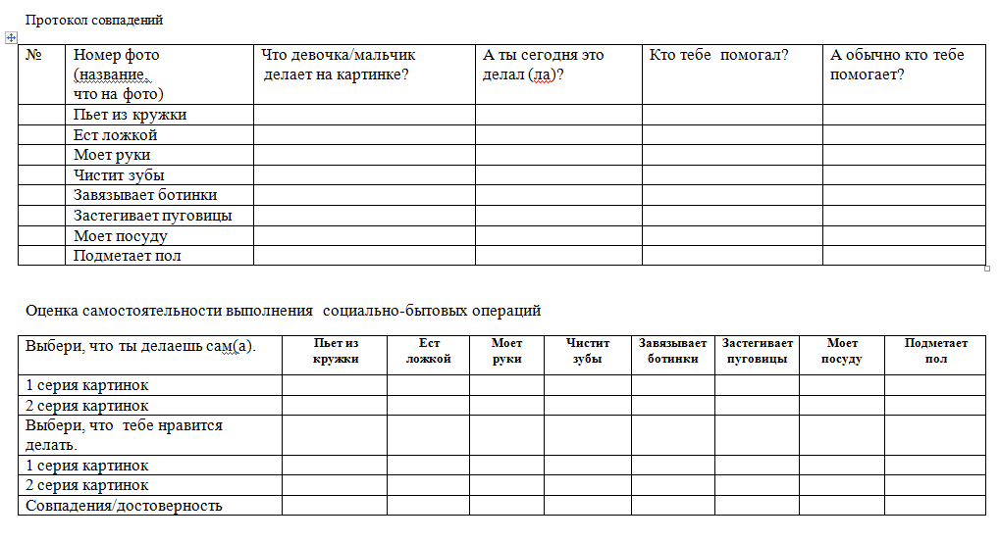 Протокол совпадений
№ Номер фото Что девочка/мальчик А ты сегодня это Кто тебе помогал? А обычно кто тебе
(название, делает на картинке? делал (ла)? помогает?
что на фото)
Пьет из кружки
Ест ложкой
Моет руки
Чистит зубы
Завязывает ботинки
Застегивает пуговицы
Моет посуду
Подметает пол
Оценка самостоятельности выполнения социально-бытовых операций
Выбери, что ты делаешь сам(а). Пьет из Ест Моет Чистит Завязывает Застегивает Моет Подметает
кружки ложкой руки зубы ботинки пуговицы посуду пол
1 серия картинок
2 серия картинок
Выбери, что тебе нравится
делать.
1 серия картинок
2 серия картинок
Совпадения/достоверность